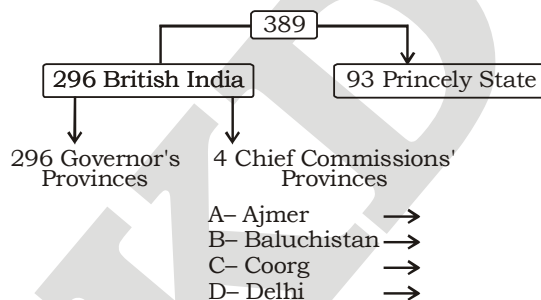 389
296 British India
93 Princely State
296 Governor's
Provinces
4 Chief Commissions'
Provinces
A– Ajmer
B– Baluchistan
C– Coorg
D– Delhi